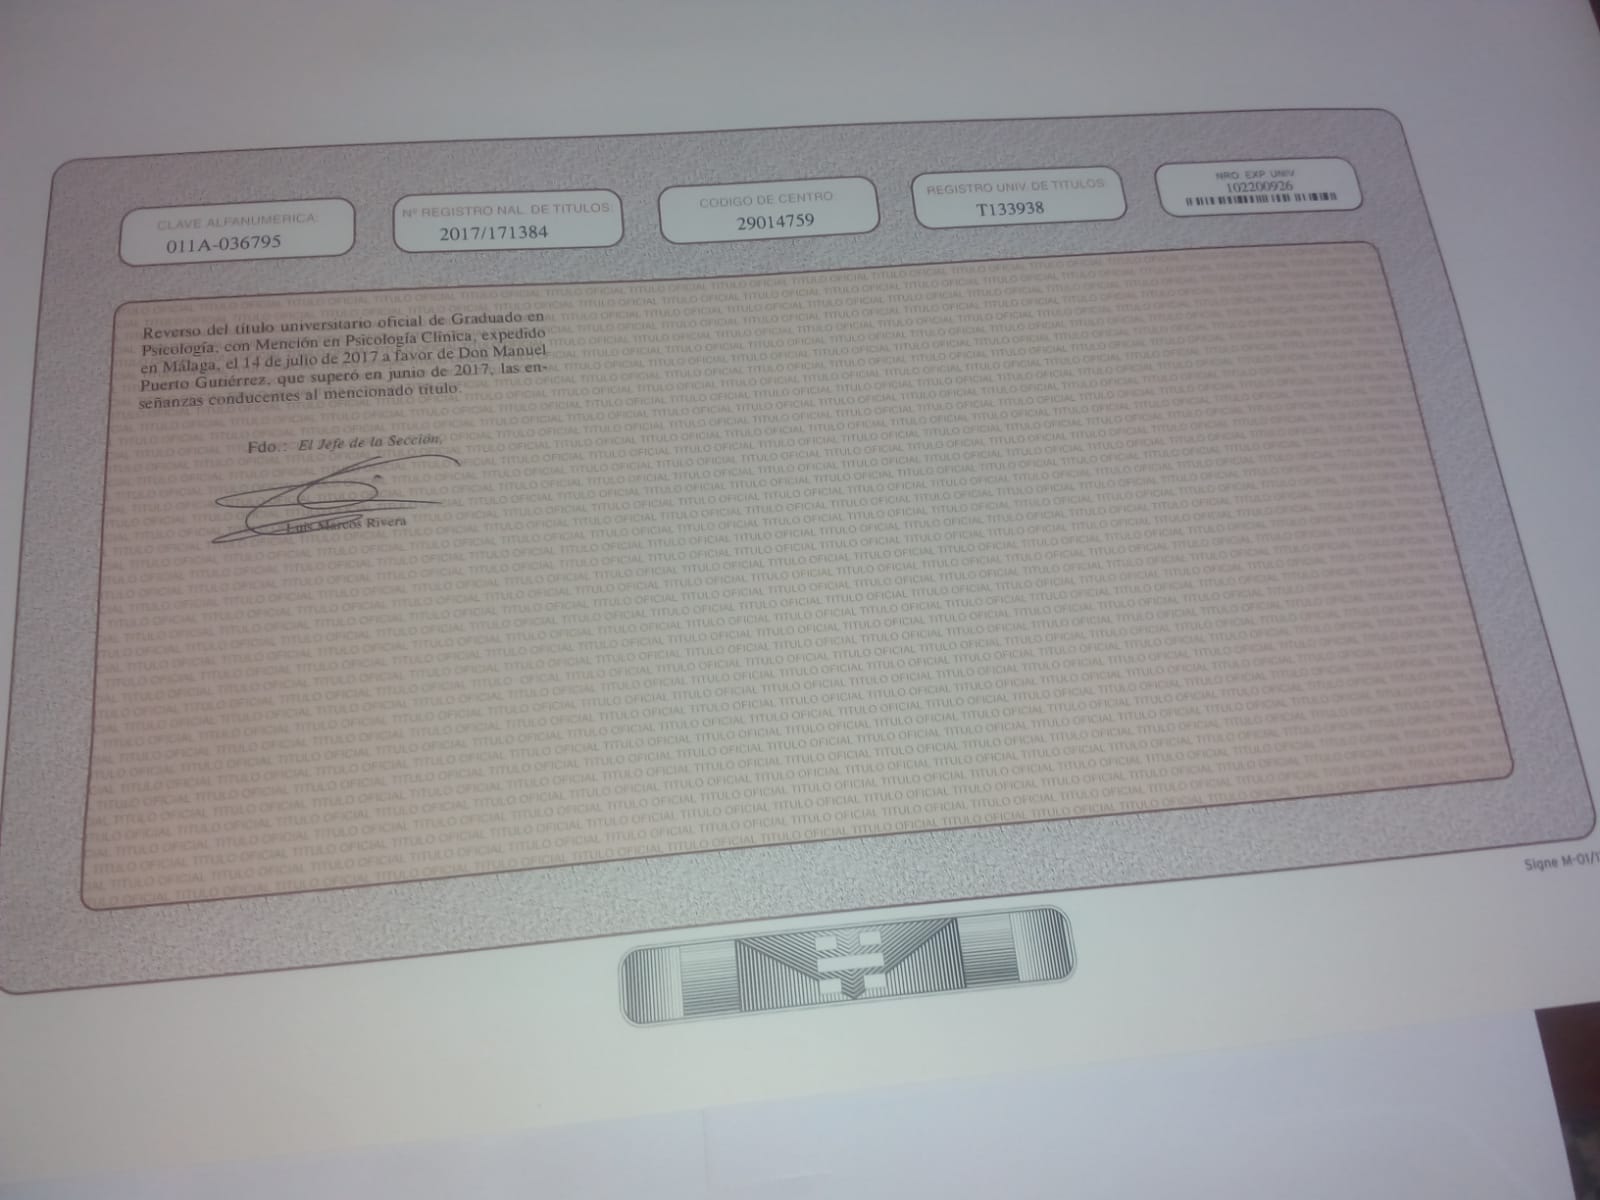 CLAVE ALFANUMERICA:
011A-036795
Nº REGISTRO NAL. DE TITULOS:
2017/171384
CODIGO DE CENTRO:
29014759
REGISTRO UNIV. DE TITULOS:
T133938
NRO. EXP. UNIV.
102200926
Reverso del título universitario oficial de Graduado en
Psicología, con Mención en Psicología Clínica, expedido
en Málaga, el 14 de julio de 2017 a favor de Don Manuel
Puerto Gutiérrez, que superó en junio de 2017, las en-
señanzas conducentes al mencionado título.
Fdo.: El Jefe de la Sección,
Luis Marcos Rivera
TITULO OFICIAL
Signe M-01/1